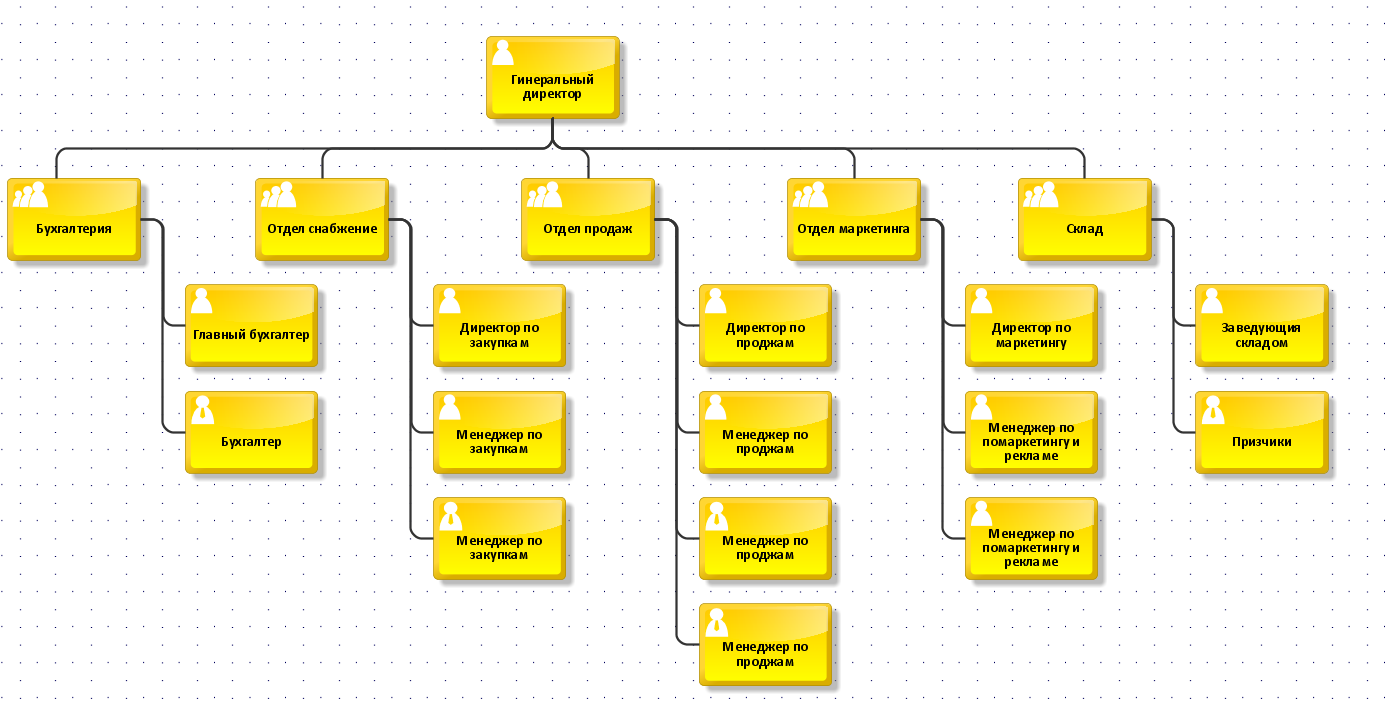 Гинеральный
директор
Бухгалтерия
Отдел снабжение
Отдел продаж
Отдел маркетинга
Склад
Главный бухгалтер
Директор по
закупкам
Директор по
проджам
Директор по
маркетингу
Заведующия
складом
Бухгалтер
Менеджер по
закупкам
Менеджер по
проджам
Менеджер по
помаркетингу и
рекламе
Призчики
Менеджер по
закупкам
Менеджер по
проджам
Менеджер по
помаркетингу и
рекламе
Менеджер по
проджам